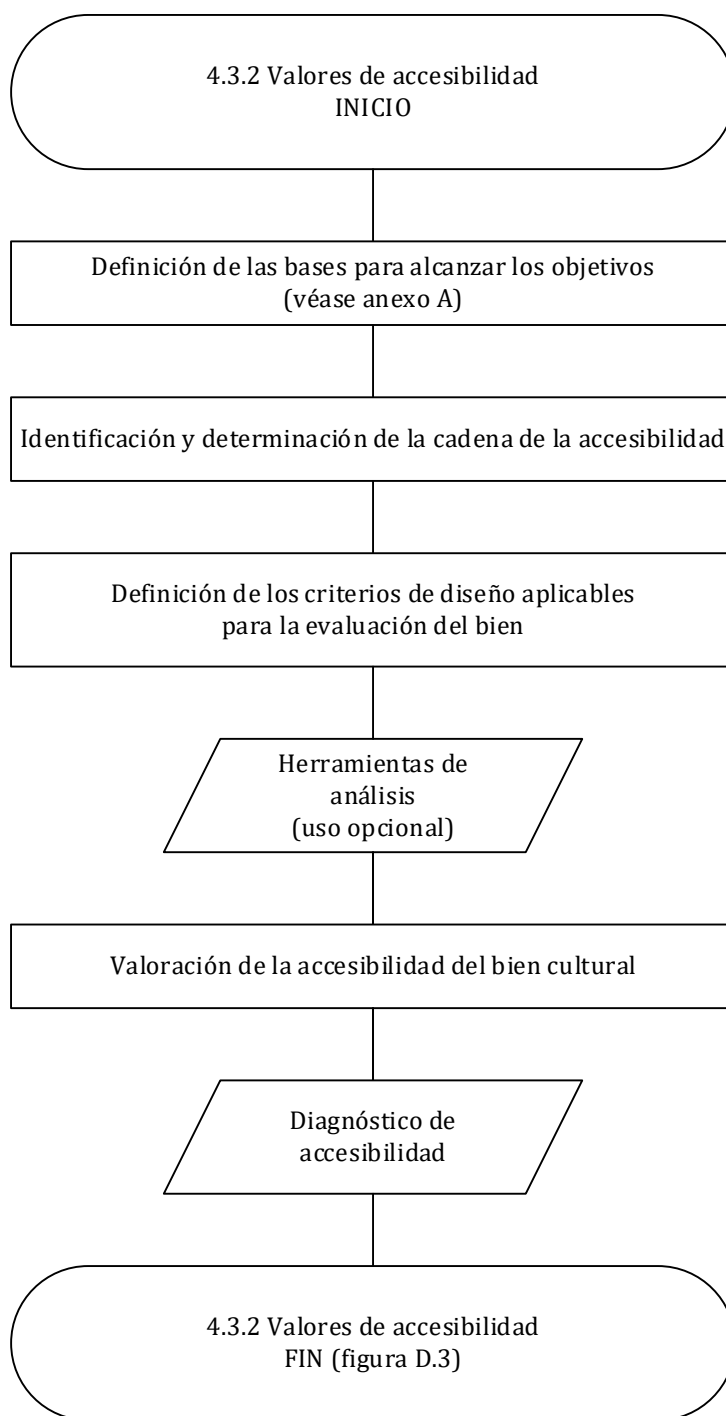 4.3.2 Valores de accesibilidad
INICIO
Definición de las bases para alcanzar los objetivos
(véase anexo A)
Identificación y determinación de la cadena de la accesibilidad
Definición de los criterios de diseño aplicables
para la evaluación del bien
Herramientas de
análisis
(uso opcional)
Valoración de la accesibilidad del bien cultural
Diagnóstico de
accesibilidad
4.3.2 Valores de accesibilidad
FIN (figura D.3)